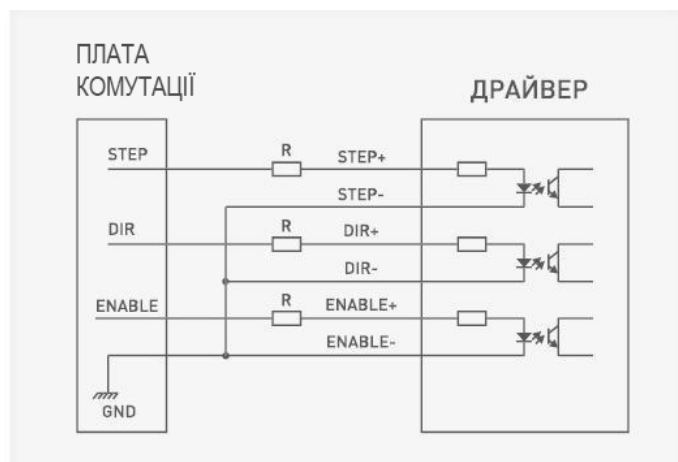 ПЛАТА
КОМУТАЦІЇ
ДРАЙВЕР
STEP
R
STEP+
STEP-
DIR
R
DIR+
DIR-
ENABLE
R
ENABLE+
ENABLE-
GND